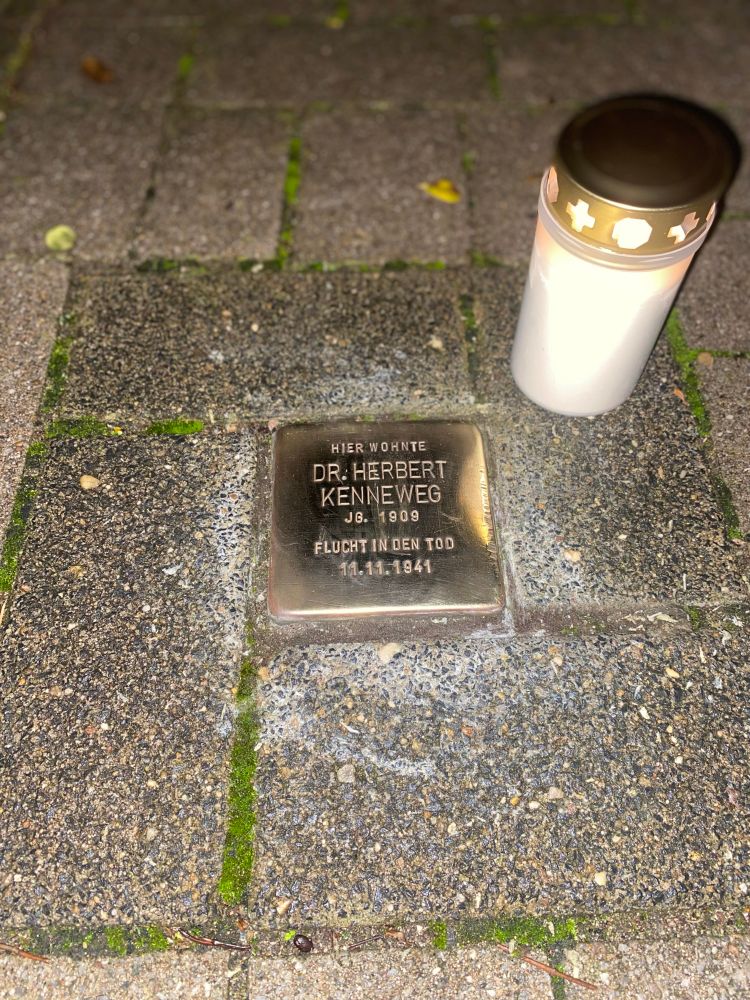 HIER WOHNTE
DR. HERBERT
KENNEWEG
JG. 1909
FLUCHT IN DEN TOD
11.11.1941